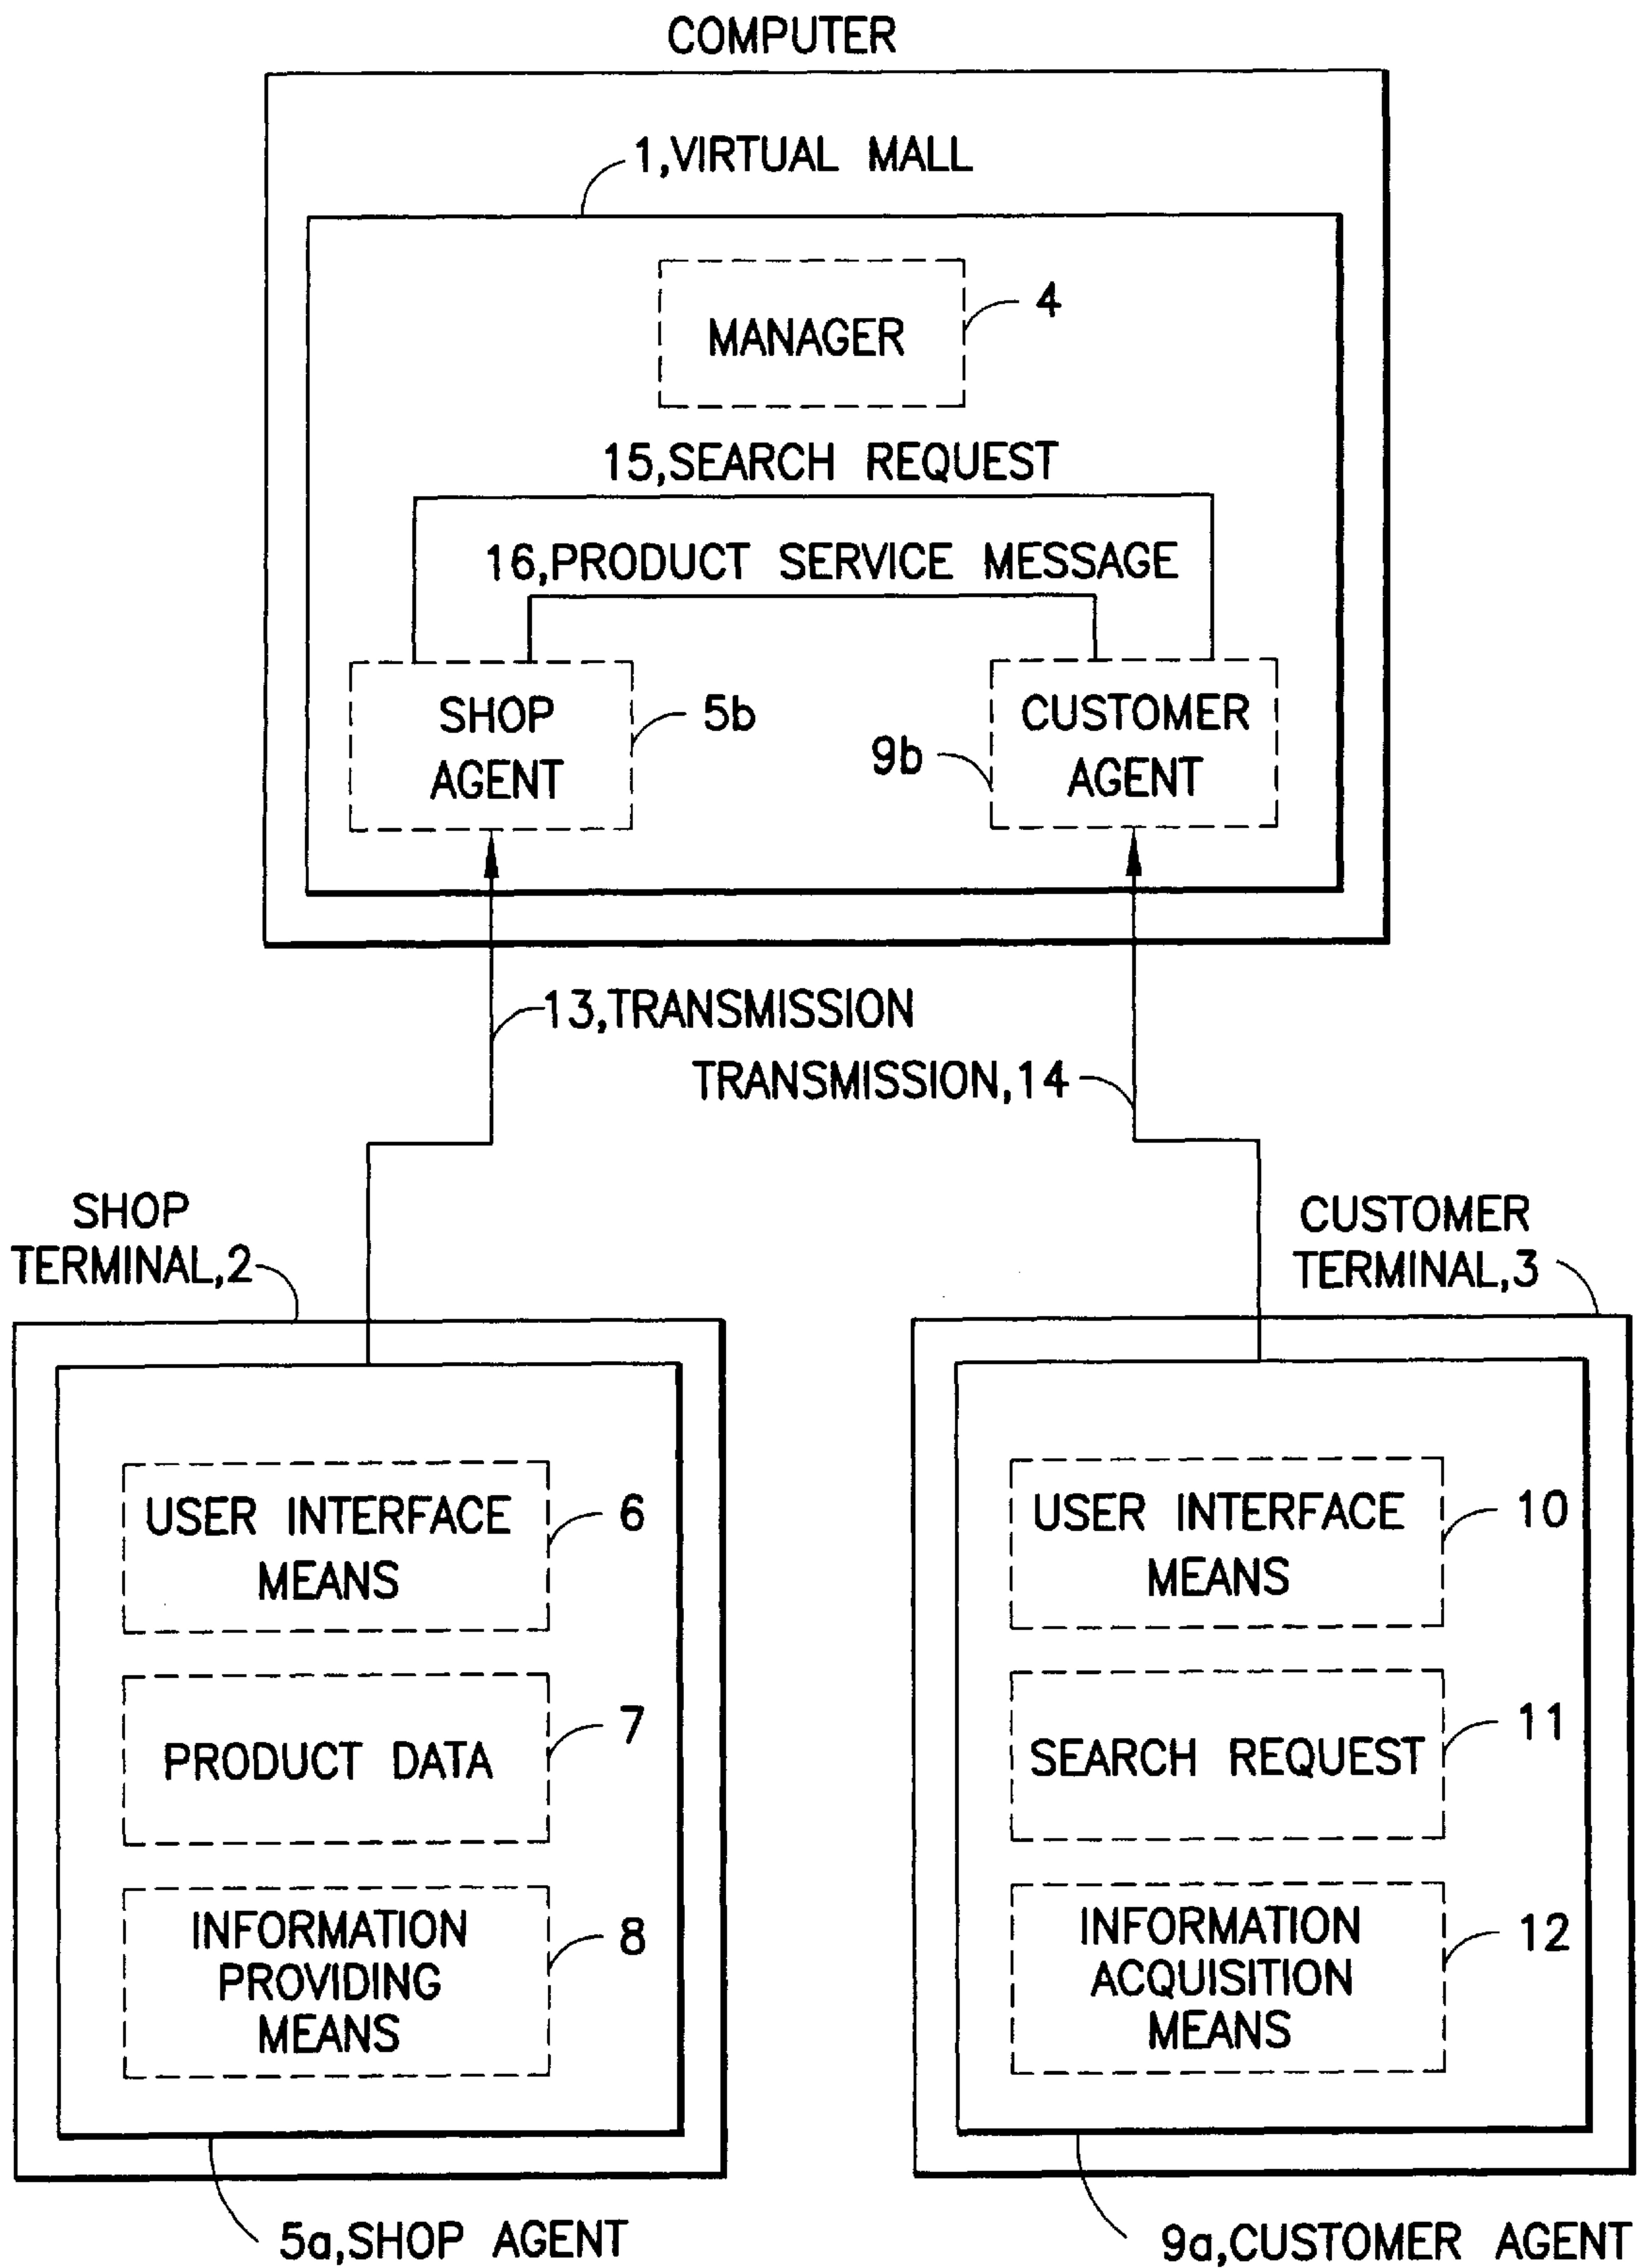 COMPUTER
1,VIRTUAL MALL
4
MANAGER
15,SEARCH REQUEST
16,PRODUCT SERVICE MESSAGE
SHOP
AGENT
5b
9b
CUSTOMER
AGENT
13,TRANSMISSION
TRANSMISSION,14
SHOP
TERMINAL,2
CUSTOMER
TERMINAL,3
USER INTERFACE
MEANS
6
PRODUCT DATA
7
INFORMATION
PROVIDING
MEANS
8
5a,SHOP AGENT
USER INTERFACE
MEANS
10
SEARCH REQUEST
11
INFORMATION
ACQUISITION
MEANS
12
9a,CUSTOMER AGENT